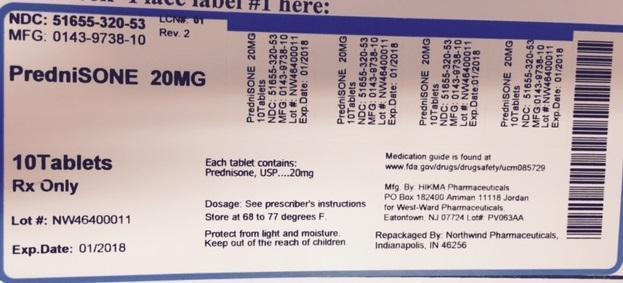 Place label #1 here:
NDC: 51655-320-53
LCN#: 01
MFG: 0143-9738-10
Rev. 2
PredniSONE 20MG
PredniSONE 20MG
10Tablets
NDC: 51655-320-53
MFG: 0143-9738-10
Lot #: NW46400011
Exp.Date: 01/2018
PredniSONE 20MG
10Tablets
NDC: 51655-320-53
MFG: 0143-9738-10
Lot #: NW46400011
Exp.Date: 01/2018
PredniSONE 20MG
10Tablets
NDC: 51655-320-53
MFG: 0143-9738-10
Lot #: NW46400011
Exp.Date:01/2018
PredniSONE 20MG
10Tablets
NDC: 51655-320-53
MFG:0143-9738-10
Lot #:NW46400011
Exp.Date: 01/2018
10Tablets
Rx Only
Lot #: NW46400011
Exp.Date: 01/2018
Each tablet contains:
Prednisone, USP....20mg
Dosage: See prescriber's instructions
Store at 68 to 77 degrees F.
Protect from light and moisture.
Keep out of the reach of children.
Medication guide is found at
www.fda.gov/drugs/drugsafety/ucm085729
Mfg. By: HIKMA Pharmaceuticals
PO Box 182400 Amman 11118 Jordan
for West-Ward Pharmaceuticals
Eatontown, NJ 07724 Lot#: PV063AA
Repackaged By: Northwind Pharmaceuticals,
Indianapolis, IN 46256